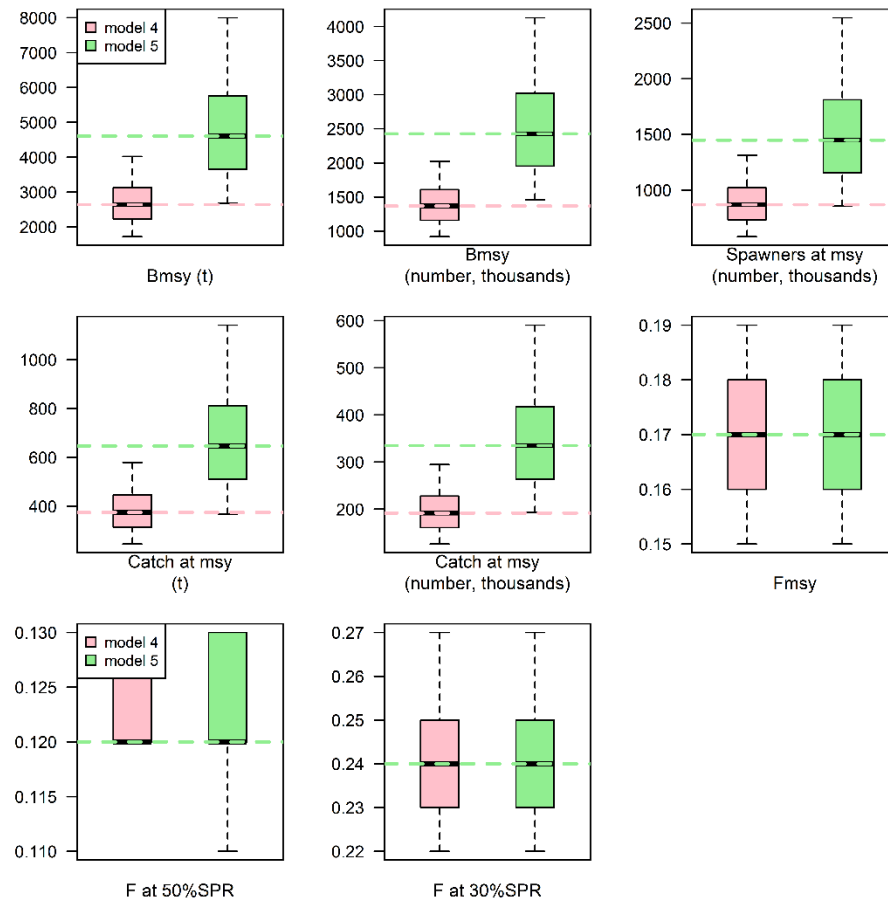 8000
7000
6000
5000
4000
3000
2000
model 4
model 5
Bmsy (t)
4000
3500
3000
2500
2000
1500
1000
Bmsy
(number, thousands)
2500
2000
1500
1000
Spawners at msy
(number, thousands)
1000
800
600
400
Catch at msy
(t)
600
500
400
300
200
Catch at msy
(number, thousands)
0.19
0.18
0.17
0.16
0.15
Fmsy
0.130
0.125
0.120
0.115
0.110
model 4
model 5
F at 50%SPR
0.27
0.26
0.25
0.24
0.23
0.22
F at 30%SPR